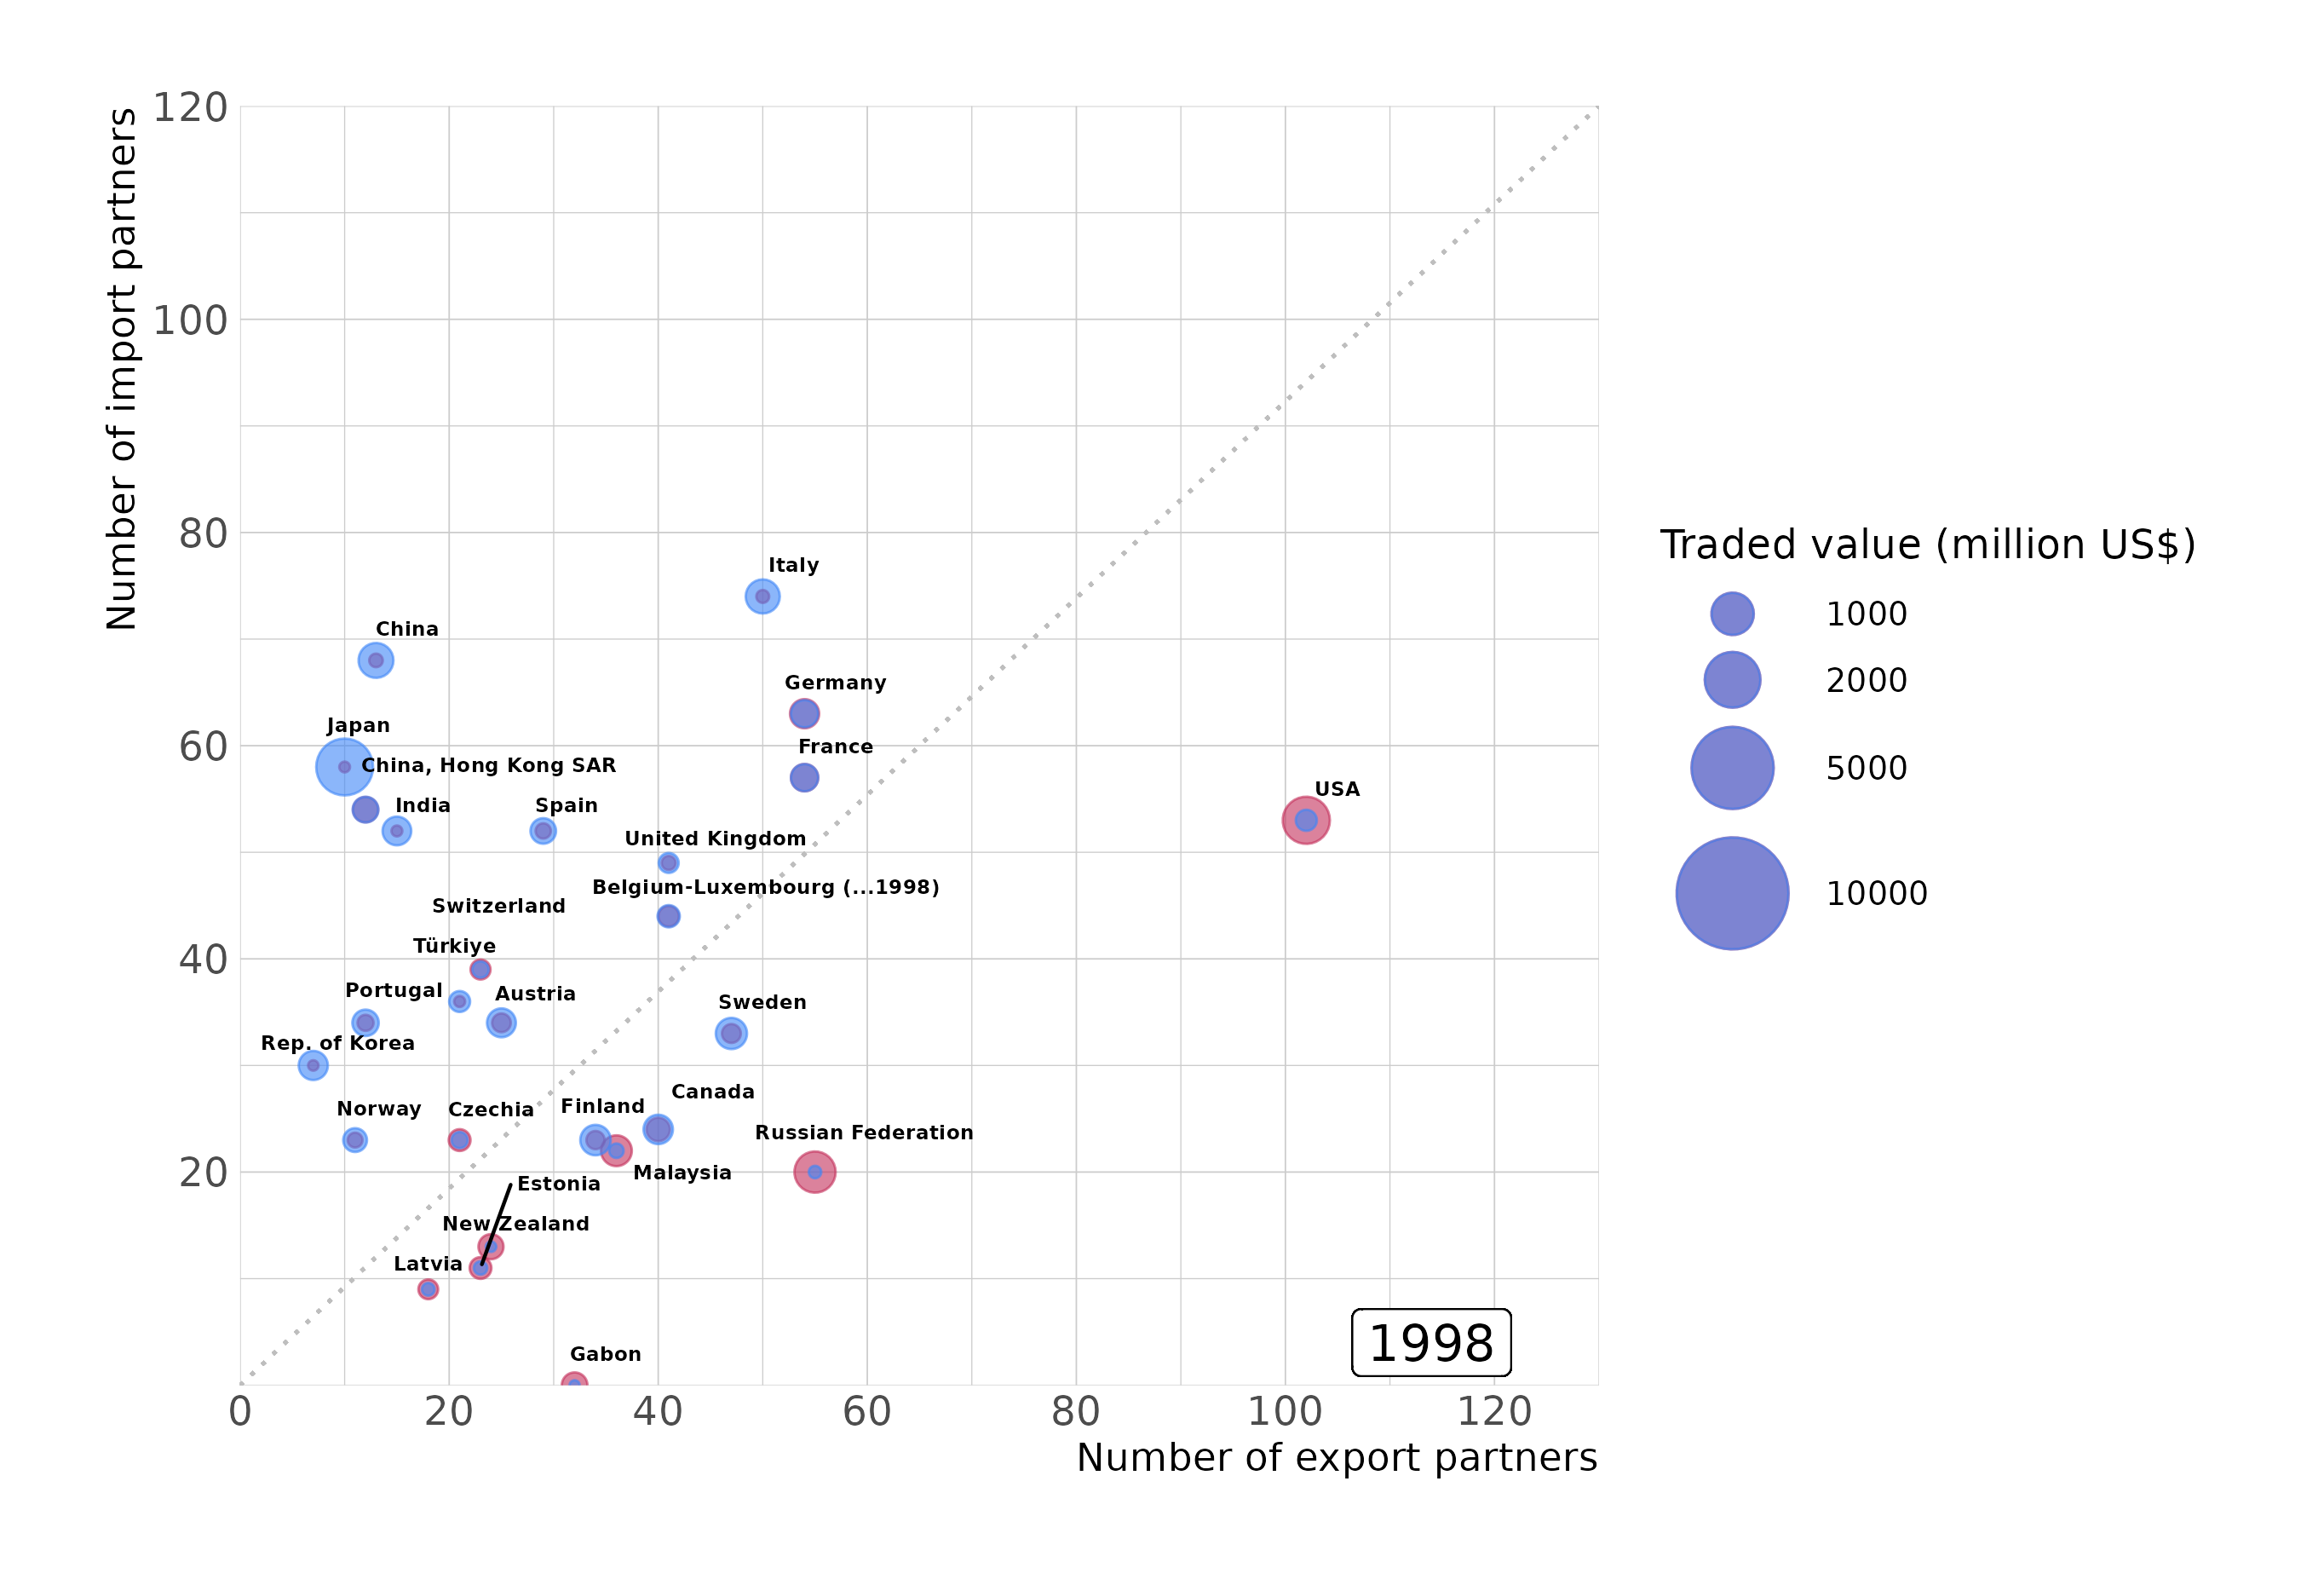 Number of import partners
120
100
80
60
40
20
Italy
China
Germany
Japan
France
China, Hong Kong SAR
USA
India
Spain
United Kingdom
Belgium-Luxembourg (...1998)
Switzerland
Türkiye
Portugal
Austria
Sweden
Rep. of Korea
Canada
Norway
Czechia
Finland
Russian Federation
Malaysia
Estonia
New Zealand
Latvia
Gabon
1998
0
20
40
60
80
100
120
Number of export partners
Traded value (million US$)
1000
2000
5000
10000